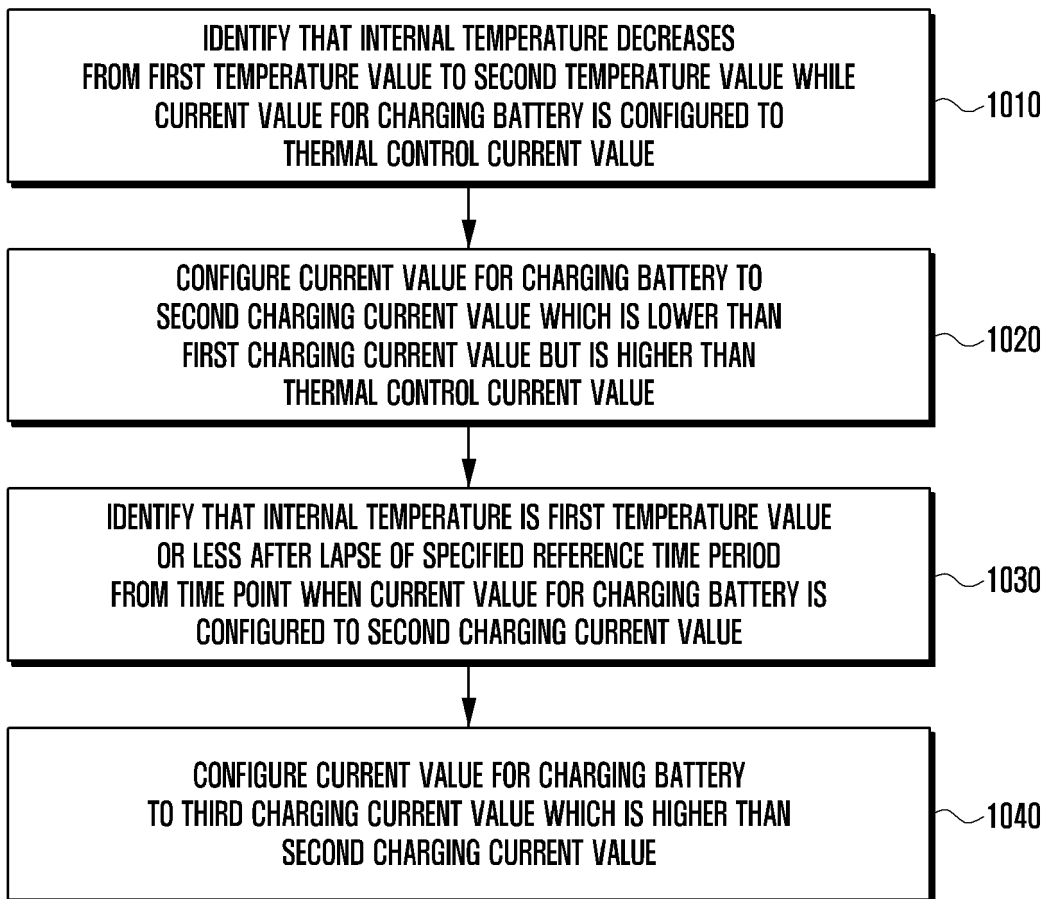 IDENTIFY THAT INTERNAL TEMPERATURE DECREASES
FROM FIRST TEMPERATURE VALUE TO SECOND TEMPERATURE VALUE WHILE
CURRENT VALUE FOR CHARGING BATTERY IS CONFIGURED TO
THERMAL CONTROL CURRENT VALUE
1010
CONFIGURE CURRENT VALUE FOR CHARGING BATTERY TO
SECOND CHARGING CURRENT VALUE WHICH IS LOWER THAN
FIRST CHARGING CURRENT VALUE BUT IS HIGHER THAN
THERMAL CONTROL CURRENT VALUE
1020
IDENTIFY THAT INTERNAL TEMPERATURE IS FIRST TEMPERATURE VALUE
OR LESS AFTER LAPSE OF SPECIFIED REFERENCE TIME PERIOD
FROM TIME POINT WHEN CURRENT VALUE FOR CHARGING BATTERY IS
CONFIGURED TO SECOND CHARGING CURRENT VALUE
1030
CONFIGURE CURRENT VALUE FOR CHARGING BATTERY
TO THIRD CHARGING CURRENT VALUE WHICH IS HIGHER THAN
SECOND CHARGING CURRENT VALUE
1040